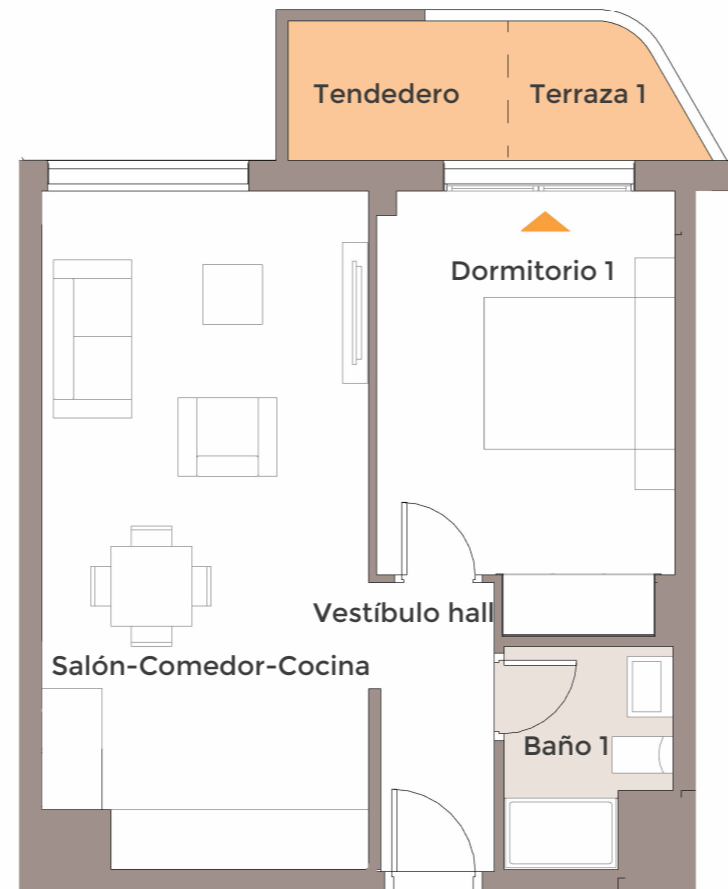 Tendedero
Terraza 1
Dormitorio 1
Vestíbulo hall
Salón-Comedor-Cocina
Baño 1